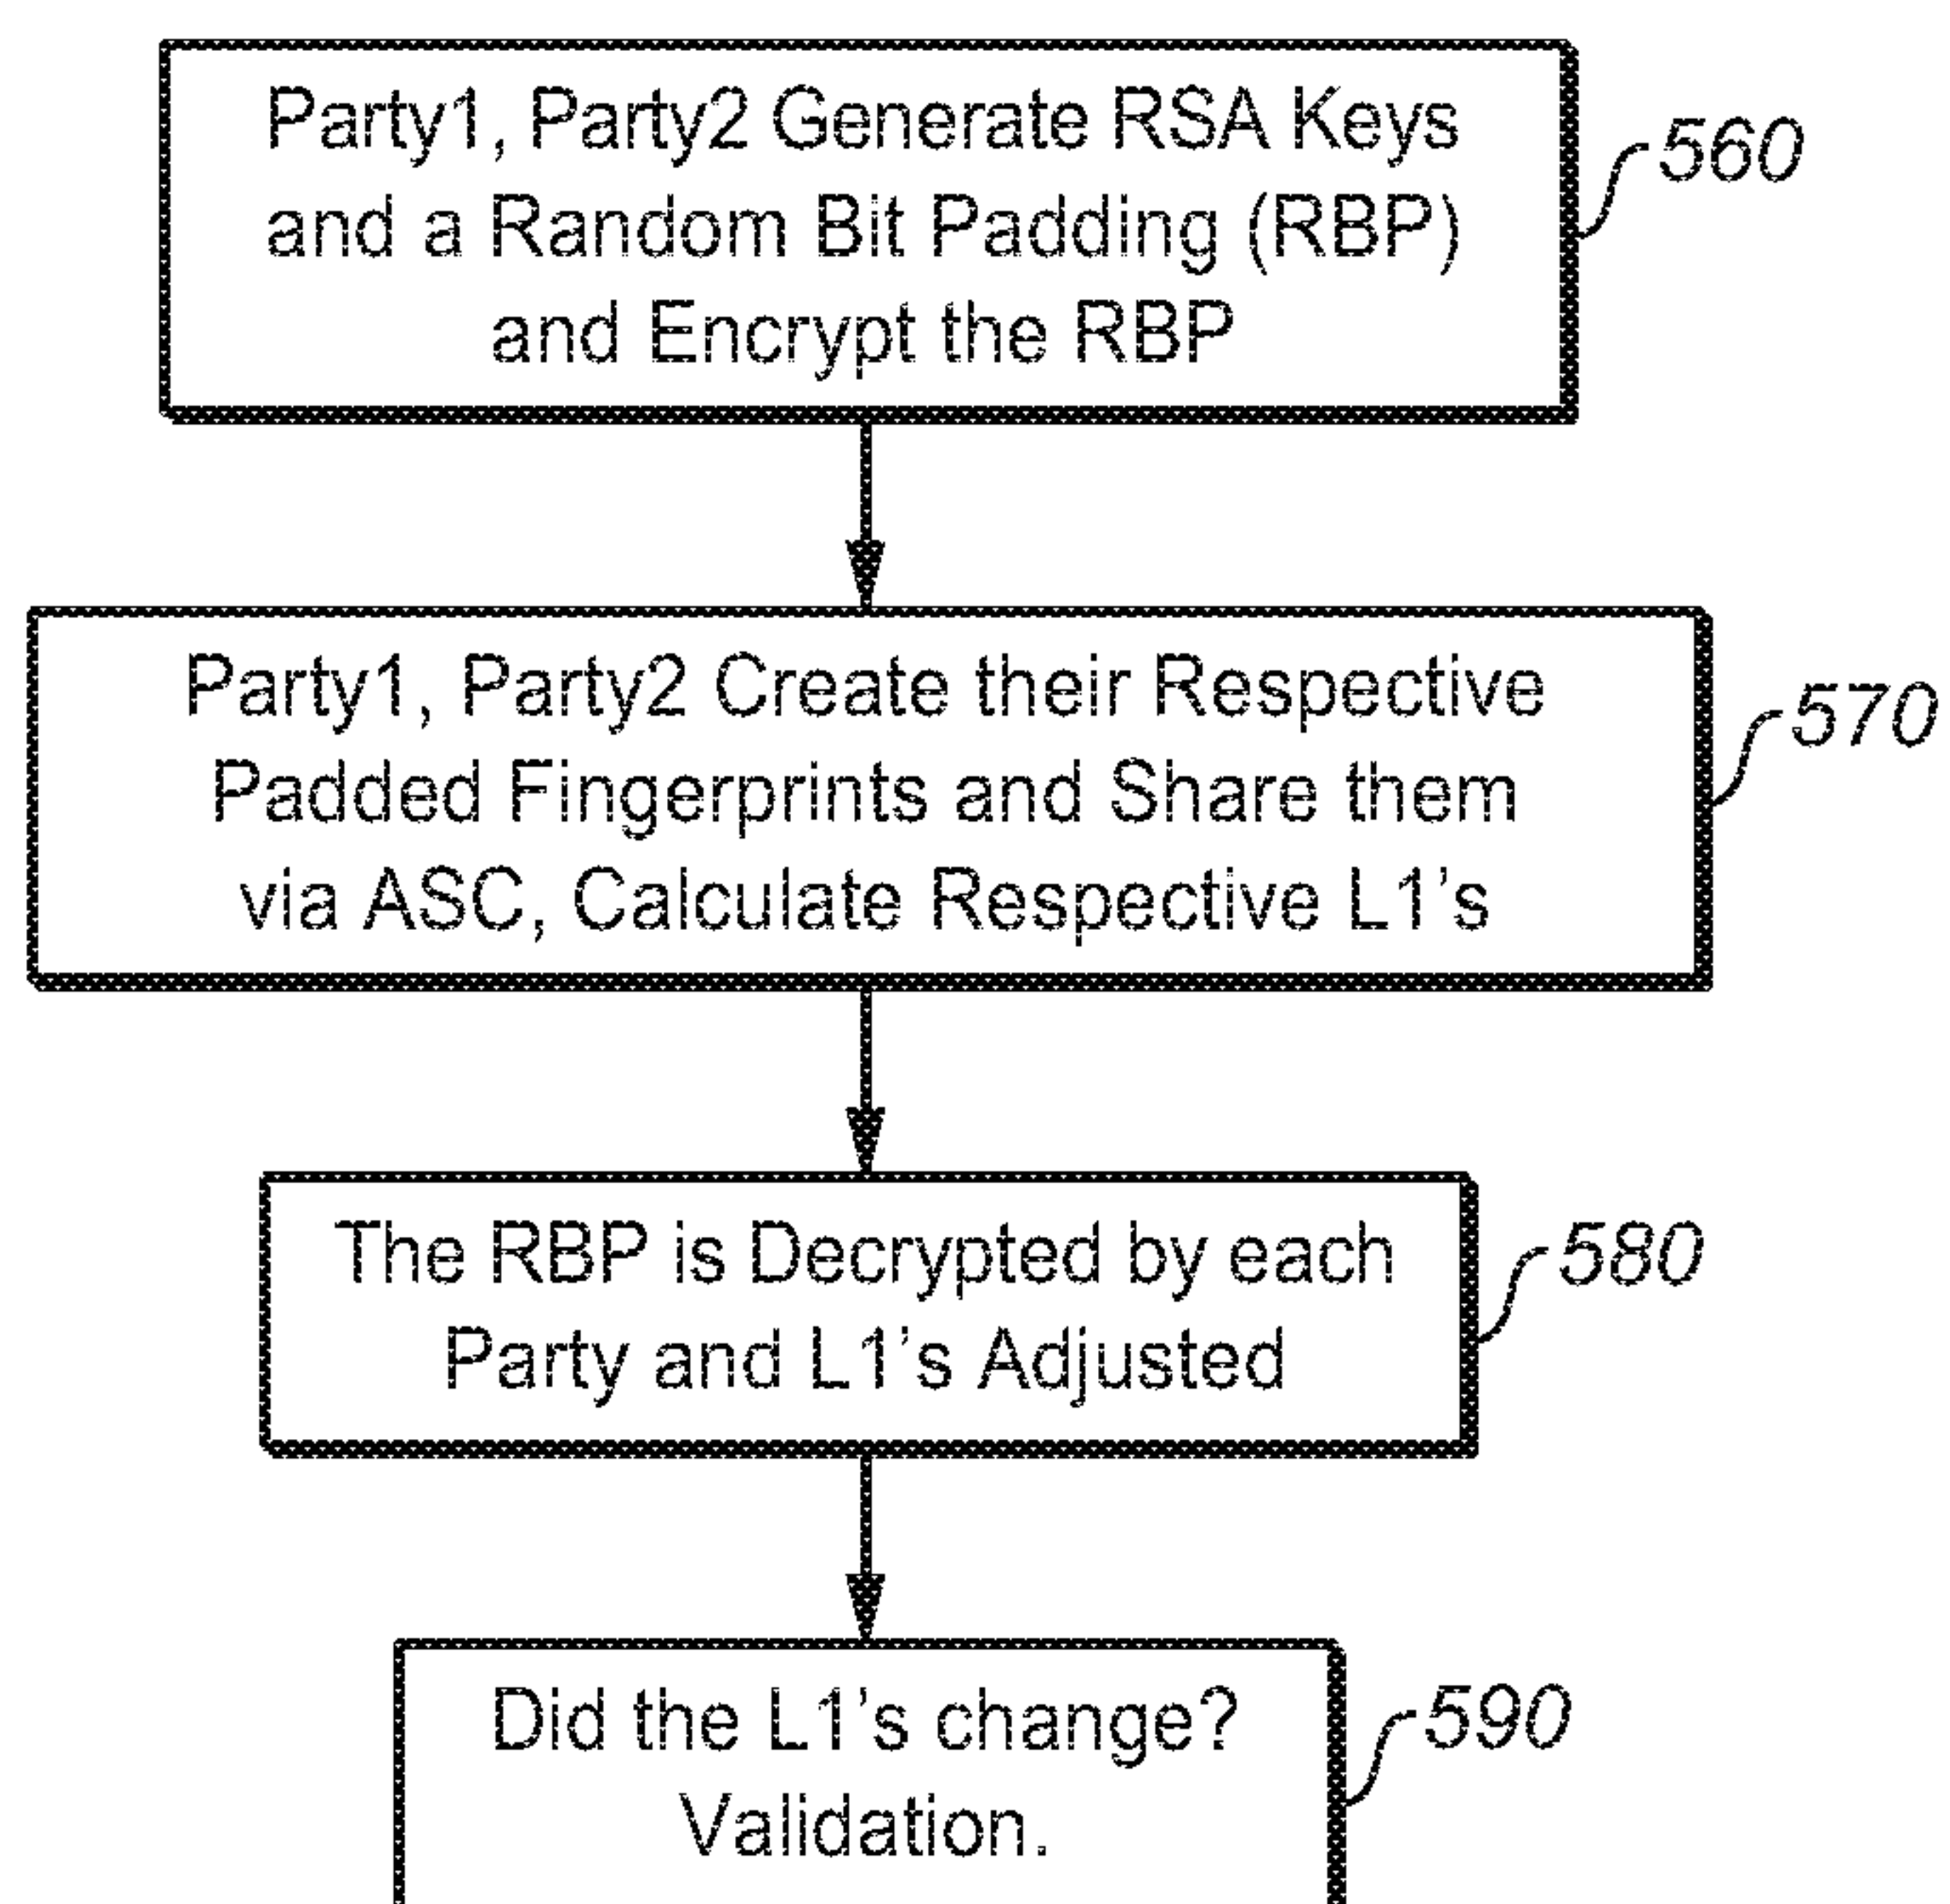 Party1, Party2 Generate RSA Keys
and a Random Bit Padding (RBP)
and Encrypt the RBP
560
Party1, Party2 Create their Respective
Padded Fingerprints and Share them
via ASC, Calculate Respective L1's
570
The RBP is Decrypted by each
Party and L1's Adjusted
580
Did the L1's change?
Validation.
590